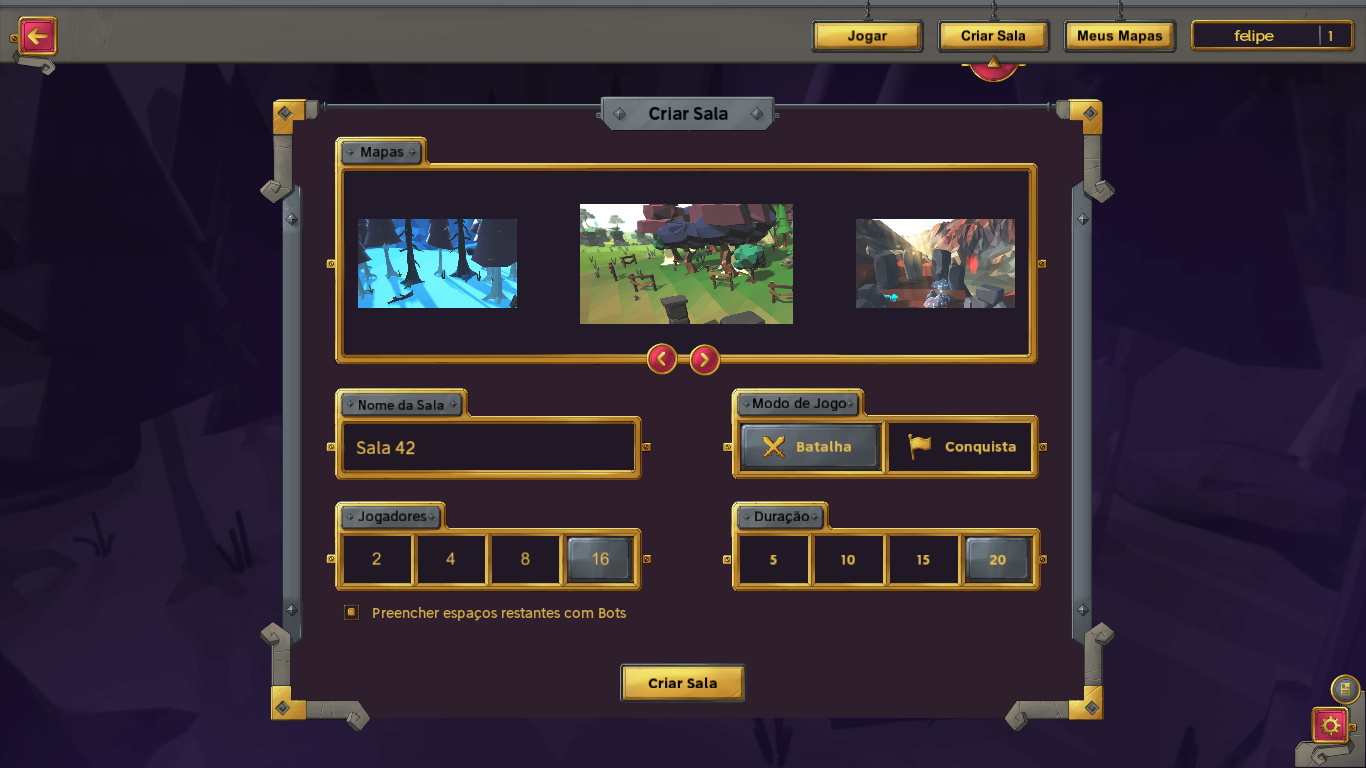 Jogar
Criar Sala
Meus Mapas
felipe 1
Criar Sala
Mapas
Nome da Sala
Modo de Jogo
Sala 42
Batalha
Conquista
Jogadores
Duração
2 4 8 16
5 10 15 20
Preencher espaços restantes com Bots
Criar Sala